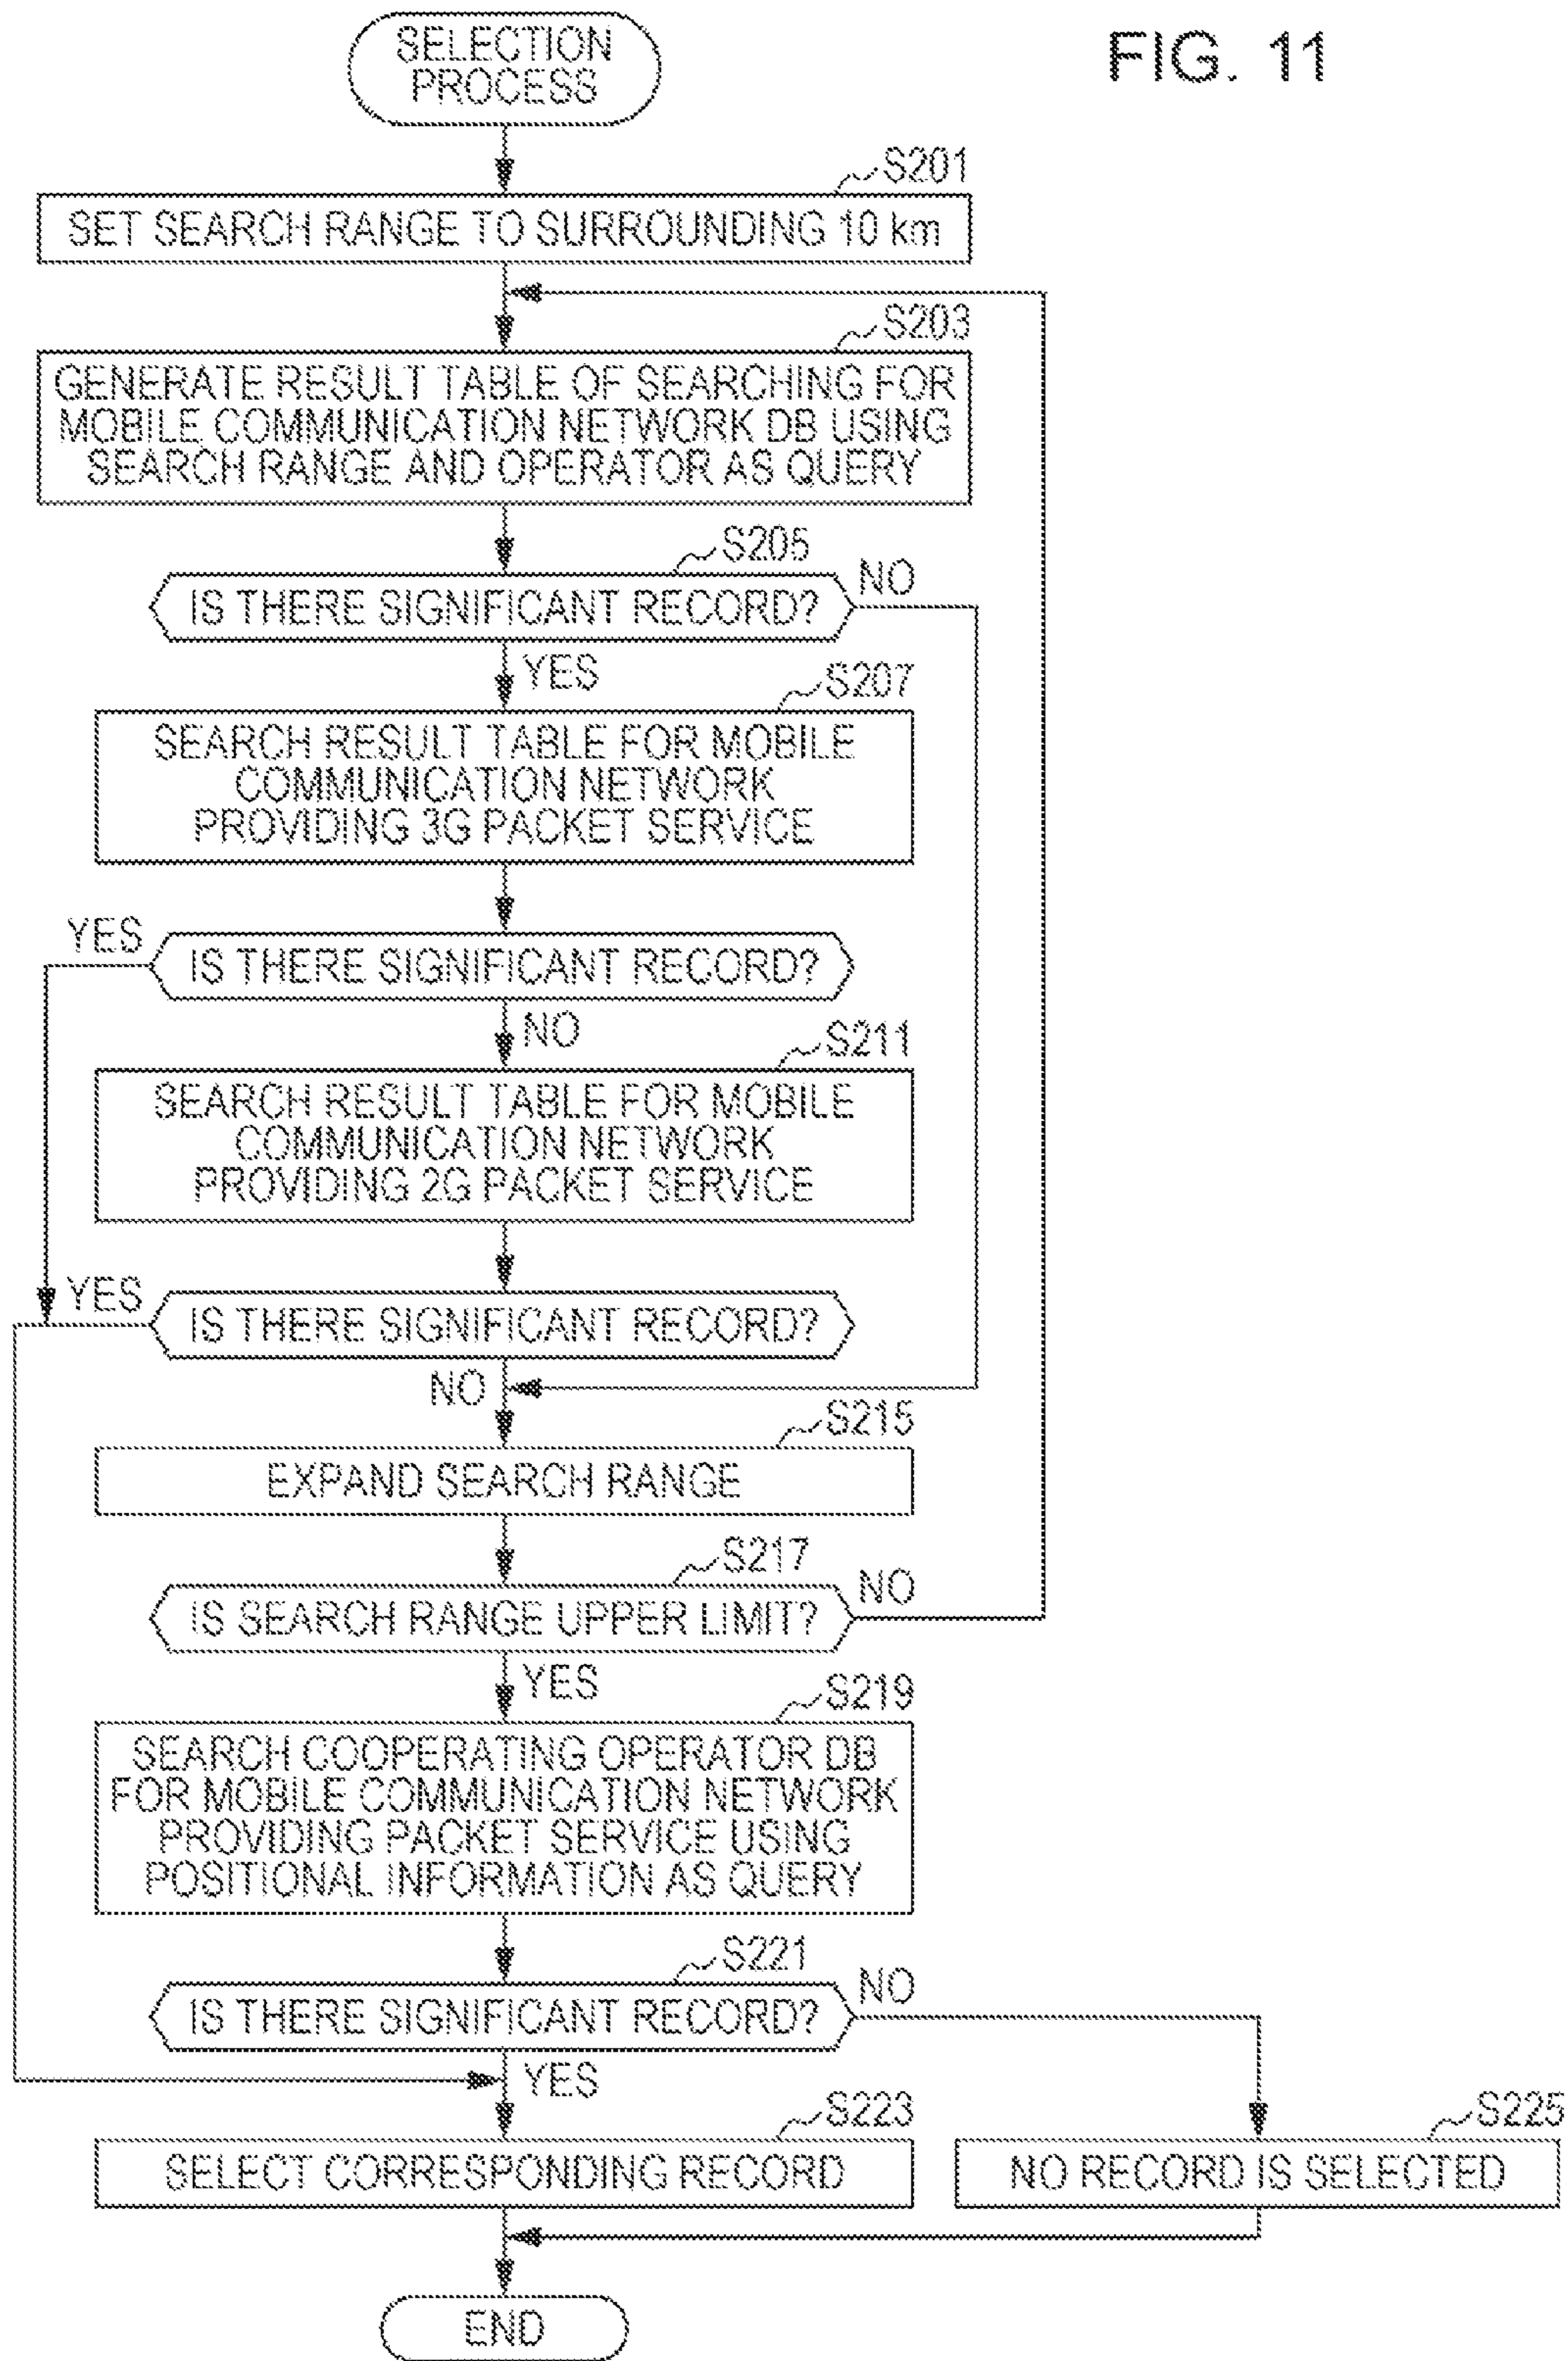 FIG. 11
SELECTION
PROCESS
S201
SET SEARCH RANGE TO SURROUNDING 10 km
S203
GENERATE RESULT TABLE OF SEARCHING FOR
MOBILE COMMUNICATION NETWORK DB USING
SEARCH RANGE AND OPERATOR AS QUERY
S205
IS THERE SIGNIFICANT RECORD?
NO
YES
S207
SEARCH RESULT TABLE FOR MOBILE
COMMUNICATION NETWORK
PROVIDING 3G PACKET SERVICE
YES
IS THERE SIGNIFICANT RECORD?
NO
S211
SEARCH RESULT TABLE FOR MOBILE
COMMUNICATION NETWORK
PROVIDING 2G PACKET SERVICE
YES
IS THERE SIGNIFICANT RECORD?
NO
S215
EXPAND SEARCH RANGE
S217
IS SEARCH RANGE UPPER LIMIT?
NO
YES
S219
SEARCH COOPERATING OPERATOR DB
FOR MOBILE COMMUNICATION NETWORK
PROVIDING PACKET SERVICE USING
POSITIONAL INFORMATION AS QUERY
S221
IS THERE SIGNIFICANT RECORD?
NO
YES
S223
SELECT CORRESPONDING RECORD
S225
NO RECORD IS SELECTED
END